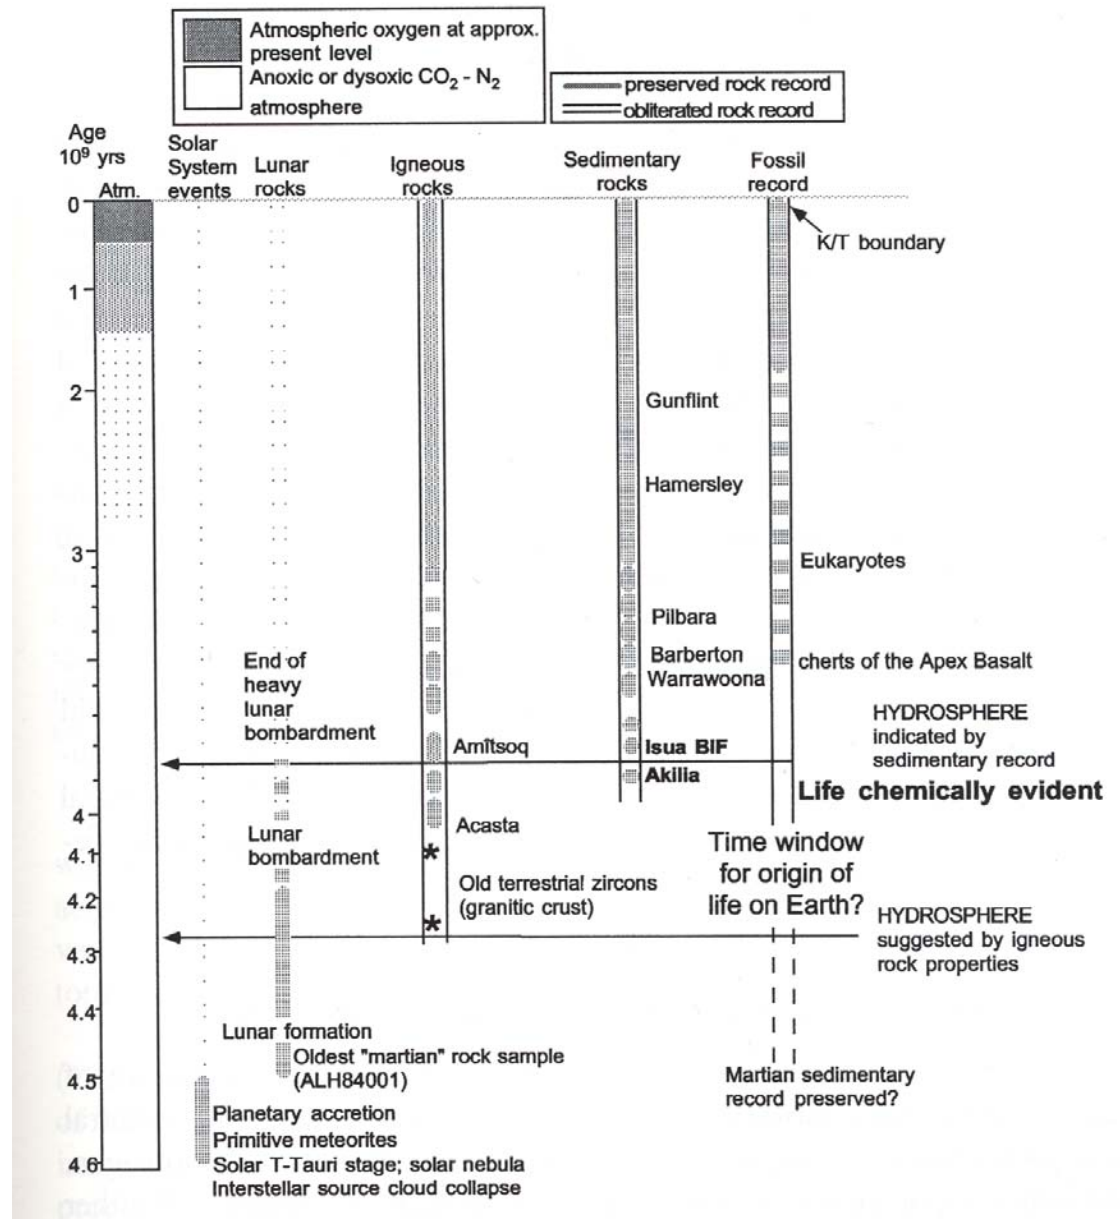 Atmospheric oxygen at approx.
present level
Anoxic or dysoxic CO₂ - N₂
atmosphere
preserved rock record
obliterated rock record
Age
10⁹ yrs
Atm.
Solar
System
events
Lunar
rocks
Igneous
rocks
Sedimentary
rocks
Fossil
record
0
K/T boundary
1
2
Gunflint
Hamersley
3
Eukaryotes
Pilbara
Barberton
Warrawoona
cherts of the Apex Basalt
End of
heavy
lunar
bombardment
HYDROSPHERE
indicated by
sedimentary record
Amîtsoq
Isua BIF
Akilia
Life chemically evident
4
Acasta
Lunar
bombardment
4.1
Time window
for origin of
life on Earth?
4.2
Old terrestrial zircons
(granitic crust)
HYDROSPHERE
suggested by igneous
rock properties
4.3
4.4
Lunar formation
Oldest "martian" rock sample
(ALH84001)
Martian sedimentary
record preserved?
4.5
Planetary accretion
Primitive meteorites
Solar T-Tauri stage; solar nebula
Interstellar source cloud collapse
4.6